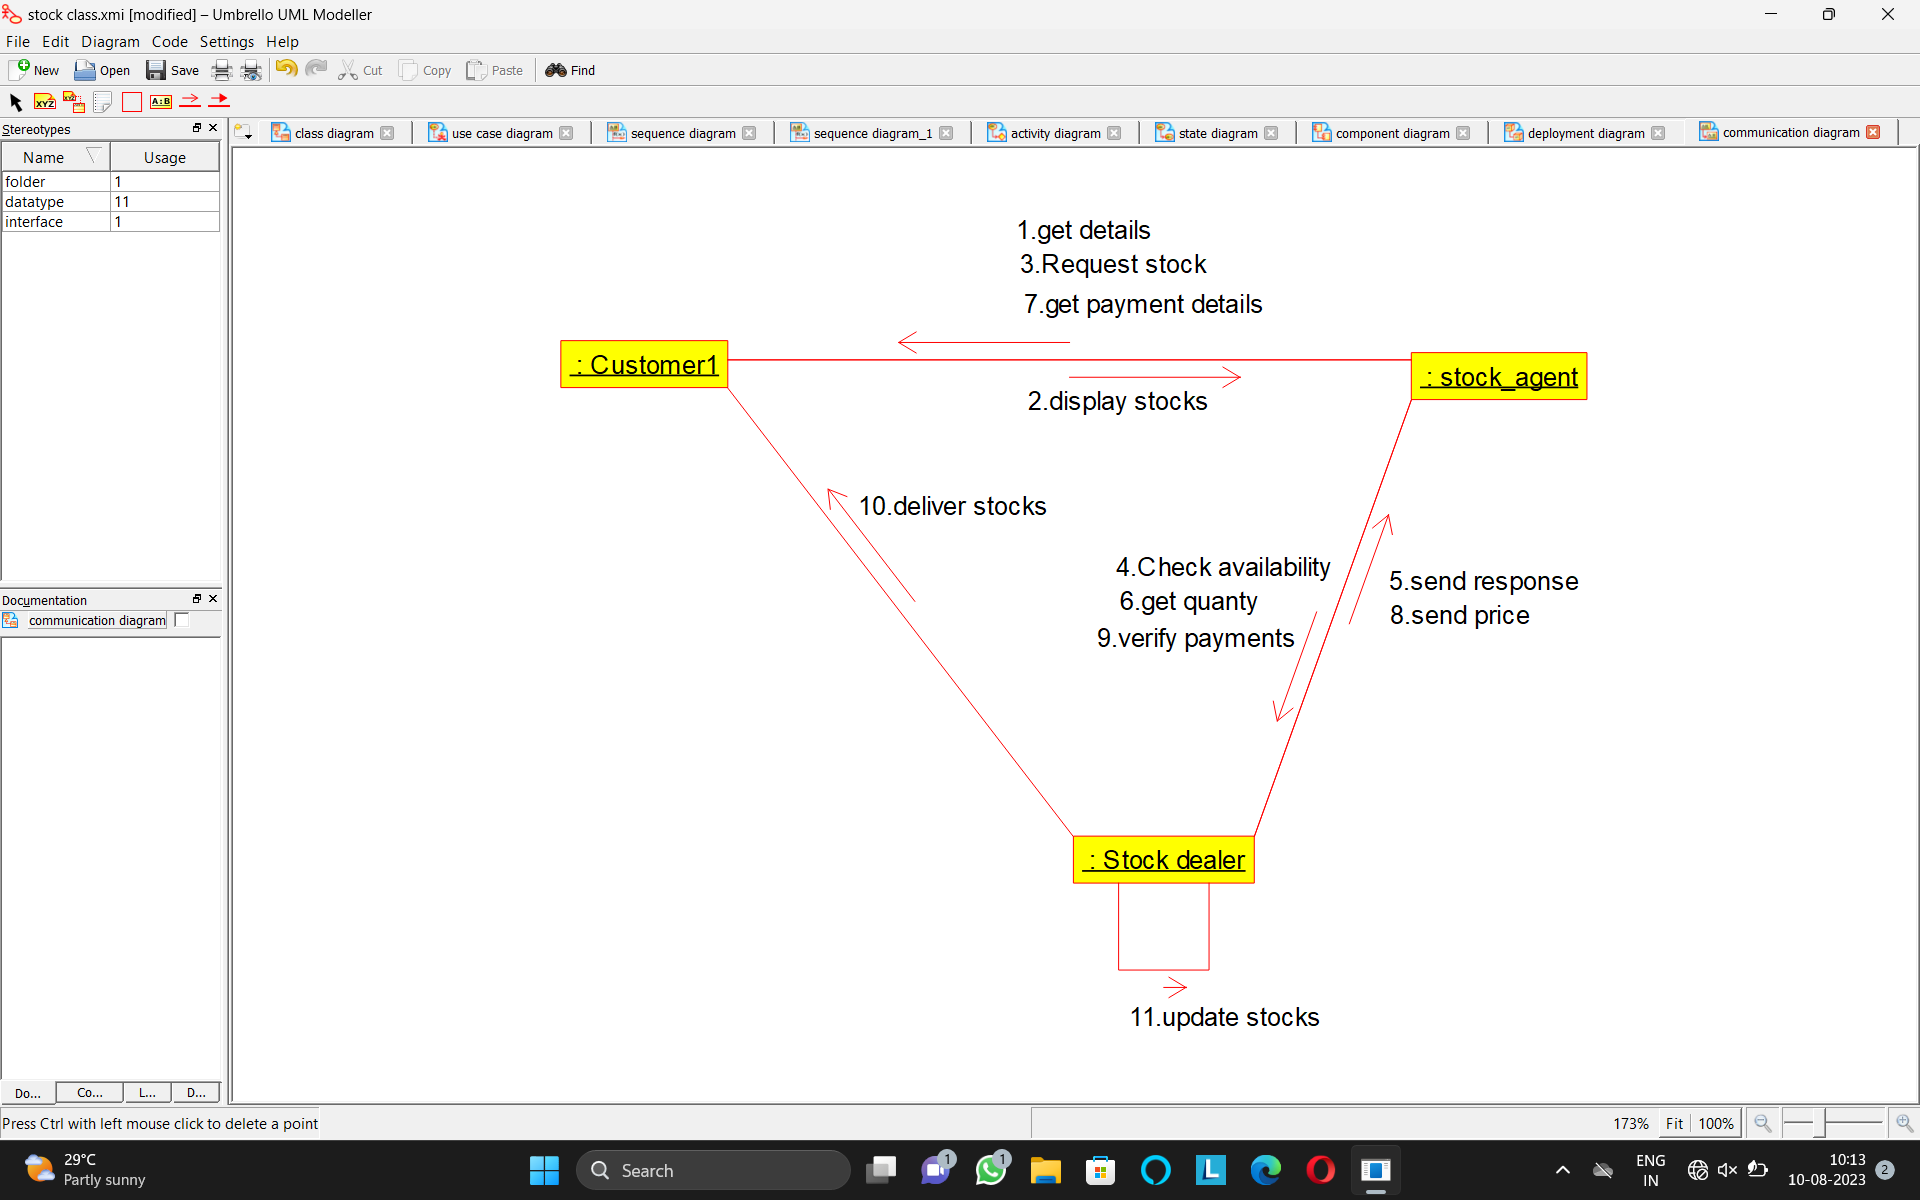 stock class.xmi [modified] – Umbrello UML Modeller
File Edit Diagram Code Settings Help
New Open Save Cut Copy Paste Find
XYZ XYZ A:B
Stereotypes
class diagram use case diagram sequence diagram sequence diagram_1 activity diagram state diagram component diagram deployment diagram communication diagram
Name Usage
folder 1
datatype 11
interface 1
1.get details
3.Request stock
7.get payment details
: Customer1
: stock_agent
2.display stocks
10.deliver stocks
4.Check availability
6.get quanty
9.verify payments
5.send response
8.send price
: Stock dealer
11.update stocks
Documentation
communication diagram
Do... Co... L... D...
Press Ctrl with left mouse click to delete a point
173% Fit 100%
29°C
Partly sunny
Search
1
1
L
ENG
IN
10:13
10-08-2023
2